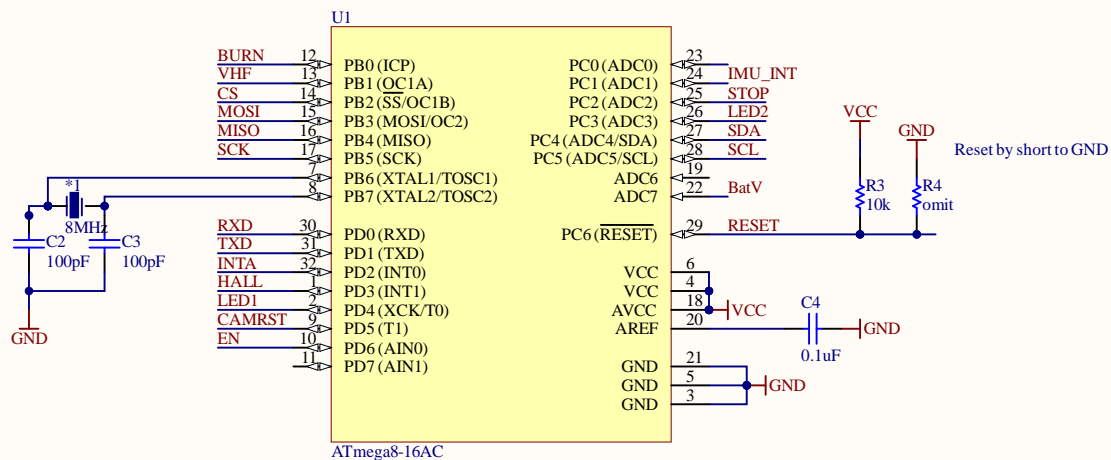 U1
BURN 12 PB0 (ICP)
VHF 13 PB1 (OC1A)
CS 14 PB2 (SS/OC1B)
MOSI 15 PB3 (MOSI/OC2)
MISO 16 PB4 (MISO)
SCK 17 PB5 (SCK)
7 PB6 (XTAL1/TOSC1)
8 PB7 (XTAL2/TOSC2)
RXD 30 PD0 (RXD)
TXD 31 PD1 (TXD)
INTA 32 PD2 (INT0)
HALL 1 PD3 (INT1)
LED1 2 PD4 (XCK/T0)
CAMRST 9 PD5 (T1)
EN 10 PD6 (AIN0)
11 PD7 (AIN1)
PC0 (ADC0) 23
PC1 (ADC1) 24 IMU_INT
PC2 (ADC2) 25 STOP
PC3 (ADC3) 26 LED2
PC4 (ADC4/SDA) 27 SDA
PC5 (ADC5/SCL) 28 SCL
ADC6 19
ADC7 22 BatV
PC6 (RESET) 29 RESET
VCC 6
VCC 4
AVCC 18 VCC
AREF 20
GND 21
GND 5 GND
GND 3
ATmega8-16AC
*1
8MHz
C2
100pF
C3
100pF
GND
VCC
R3
10k
GND
R4
omit
Reset by short to GND
C4
0.1uF
GND